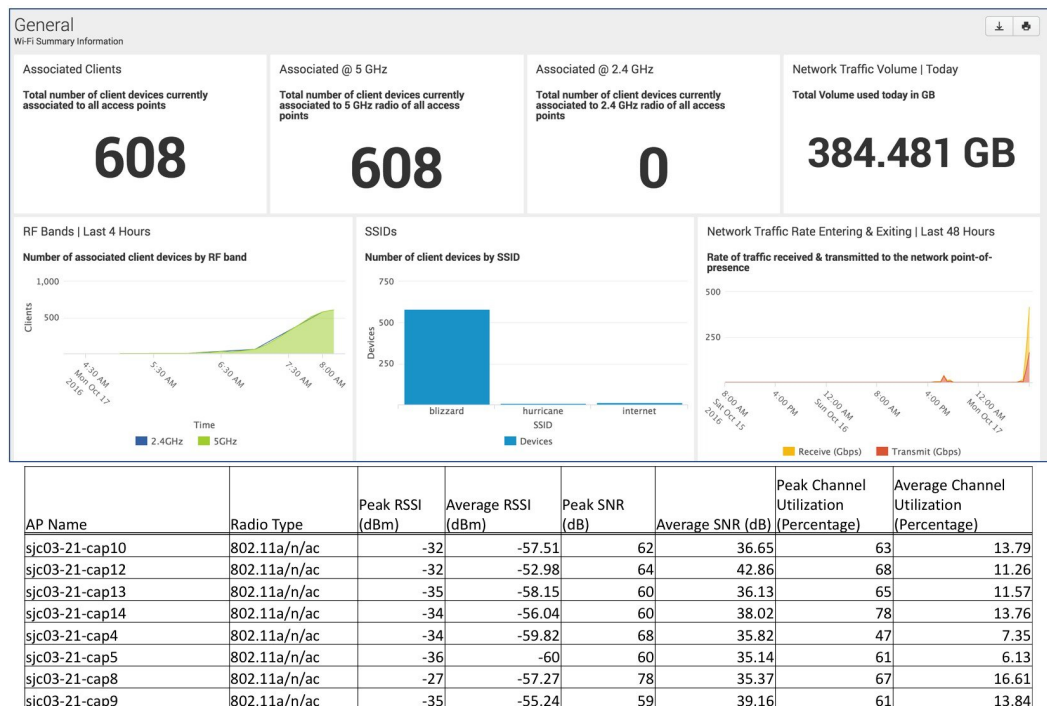 General
Wi-Fi Summary Information
Associated Clients
Total number of client devices currently
associated to all access points
608
Associated @ 5 GHz
Total number of client devices currently
associated to 5 GHz radio of all access
points
608
Associated @ 2.4 GHz
Total number of client devices currently
associated to 2.4 GHz radio of all access
points
0
Network Traffic Volume | Today
Total Volume used today in GB
384.481 GB
RF Bands | Last 4 Hours
Number of associated client devices by RF band
1,000
500
Clients
4:30 AM
Mon Oct 17
2016
5:30 AM
6:30 AM
7:30 AM
8:00 AM
Time
2.4GHz 5GHz
SSIDs
Number of client devices by SSID
750
500
250
Devices
blizzard hurricane internet
SSID
Devices
Network Traffic Rate Entering & Exiting | Last 48 Hours
Rate of traffic received & transmitted to the network point-of-
presence
500
250
8:00 AM
Sat Oct 15
2016
4:00 PM
12:00 AM
Sun Oct 16
8:00 AM
4:00 PM
12:00 AM
Mon Oct 17
Receive (Gbps) Transmit (Gbps)
AP Name Radio Type Peak RSSI (dBm) Average RSSI (dBm) Peak SNR (dB) Average SNR (dB) Peak Channel Utilization (Percentage) Average Channel Utilization (Percentage)
sjc03-21-cap10 802.11a/n/ac -32 -57.51 62 36.65 63 13.79
sjc03-21-cap12 802.11a/n/ac -32 -52.98 64 42.86 68 11.26
sjc03-21-cap13 802.11a/n/ac -35 -58.15 60 36.13 65 11.57
sjc03-21-cap14 802.11a/n/ac -34 -56.04 60 38.02 78 13.76
sjc03-21-cap4 802.11a/n/ac -34 -59.82 68 35.82 47 7.35
sjc03-21-cap5 802.11a/n/ac -36 -60 60 35.14 61 6.13
sjc03-21-cap8 802.11a/n/ac -27 -57.27 78 35.37 67 16.61
sjc03-21-cap9 802.11a/n/ac -35 -55.24 59 39.16 61 13.84